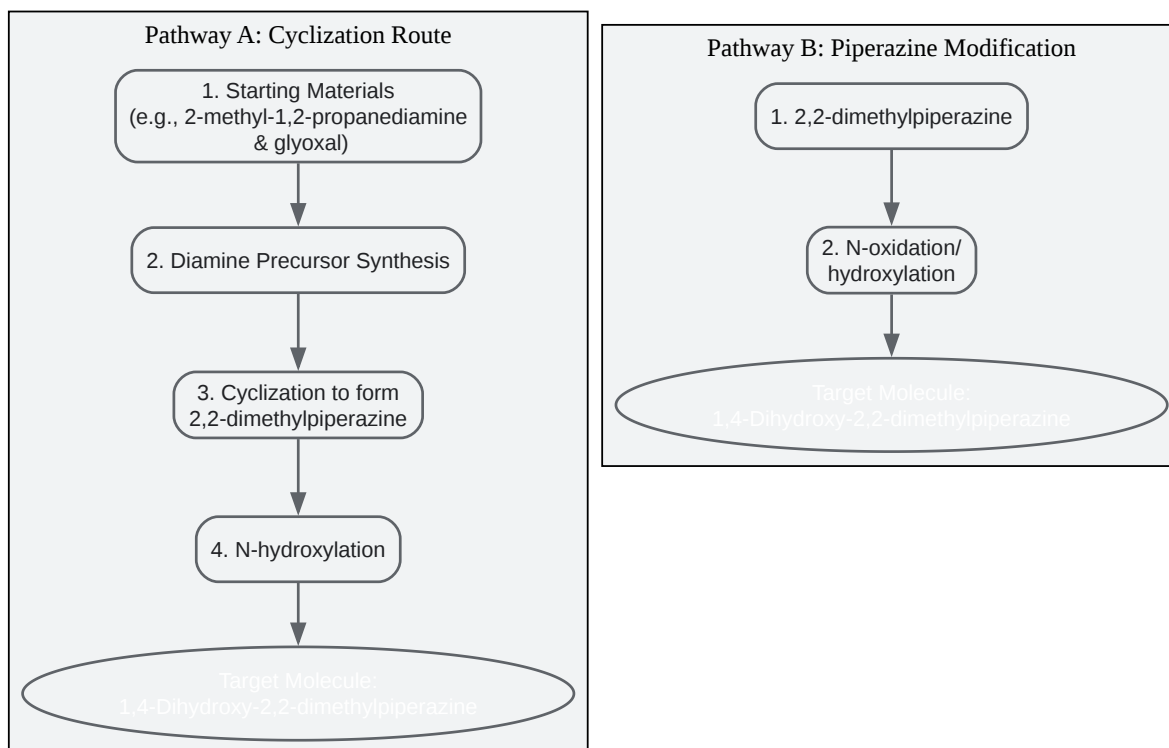 Pathway A: Cyclization Route
1. Starting Materials
(e.g., 2-methyl-1,2-propanediamine
& glyoxal)
2. Diamine Precursor Synthesis
3. Cyclization to form
2,2-dimethylpiperazine
4. N-hydroxylation
Target Molecule:
1,4-Dihydroxy-2,2-dimethylpiperazine
Pathway B: Piperazine Modification
1. 2,2-dimethylpiperazine
2. N-oxidation/
hydroxylation
Target Molecule:
1,4-Dihydroxy-2,2-dimethylpiperazine